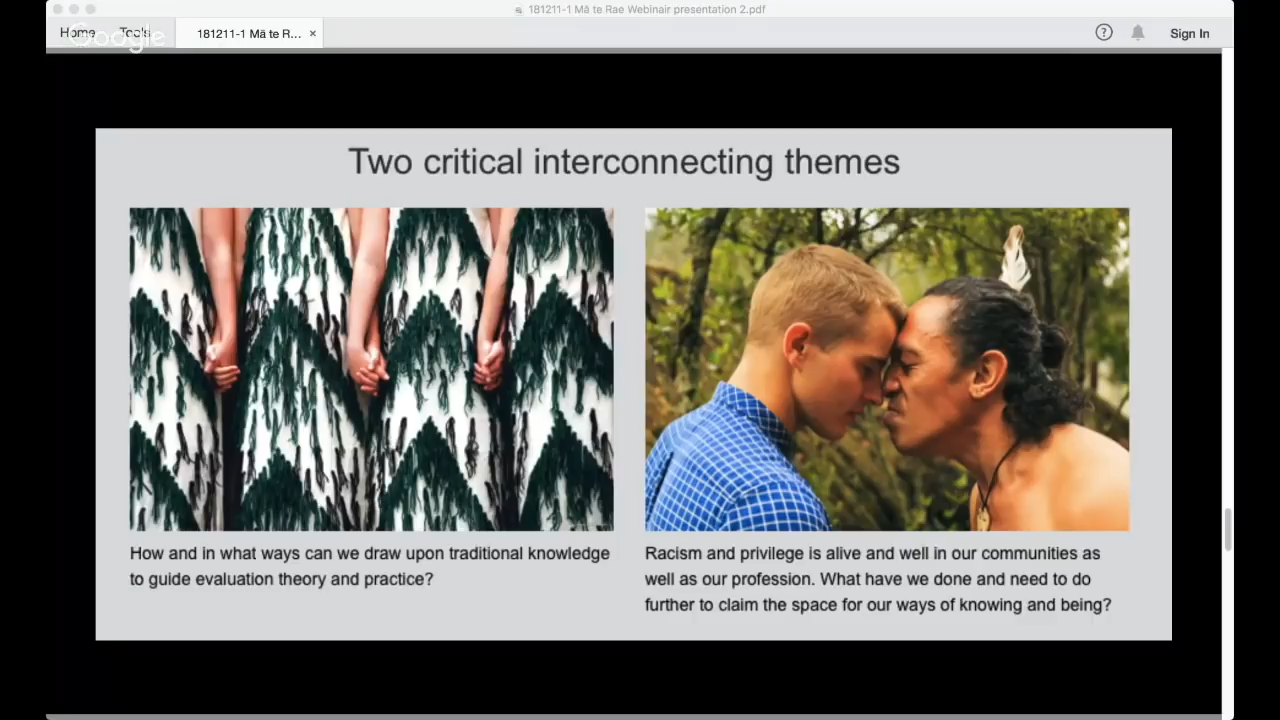 181211-1 Mā te Rae Webinair presentation 2.pdf
Home Tools 181211-1 Mā te R... × ? Sign In
Google
Two critical interconnecting themes
How and in what ways can we draw upon traditional knowledge
to guide evaluation theory and practice?
Racism and privilege is alive and well in our communities as
well as our profession. What have we done and need to do
further to claim the space for our ways of knowing and being?